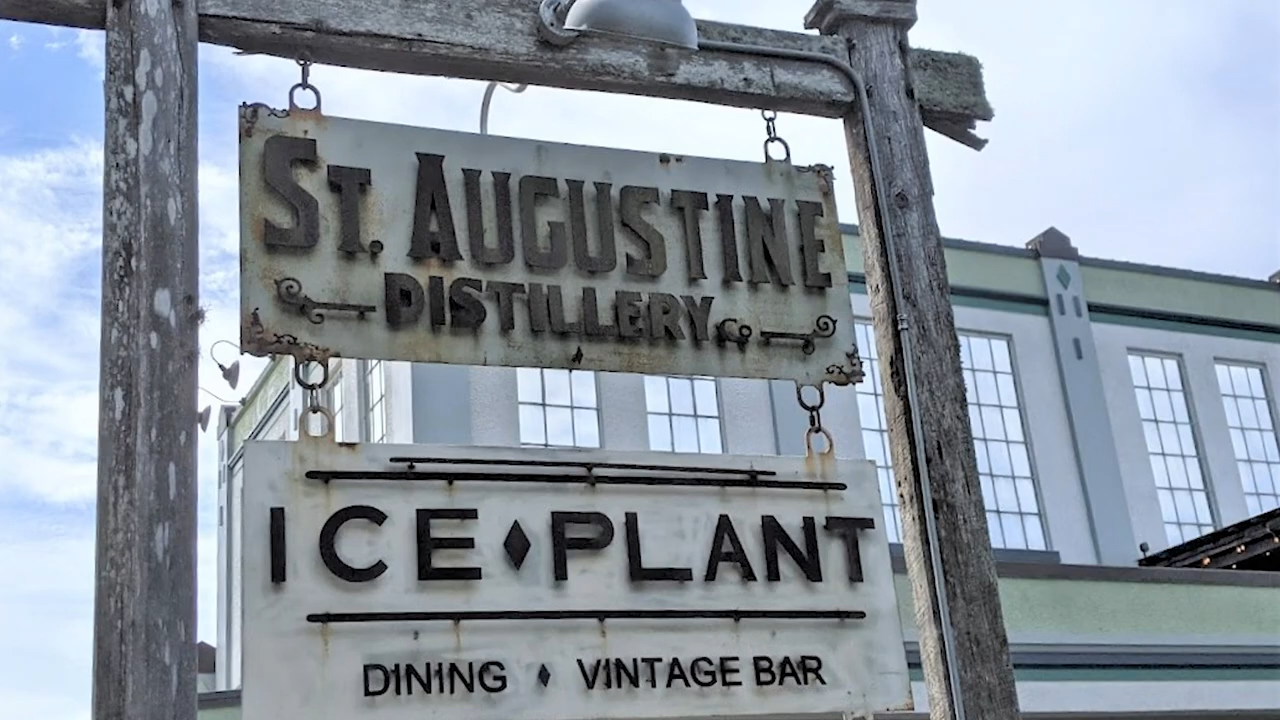 ST. AUGUSTINE
DISTILLERY
ICE♦PLANT
DINING ♦ VINTAGE BAR